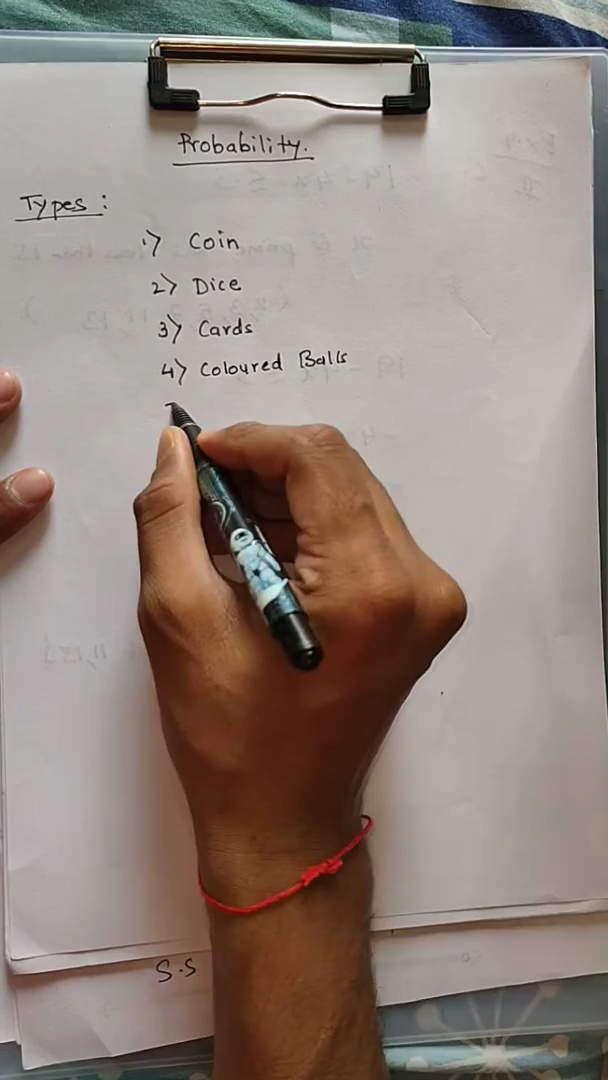 Probability.
Types :
1> Coin
2> Dice
3> Cards
4> Coloured Balls
S.S